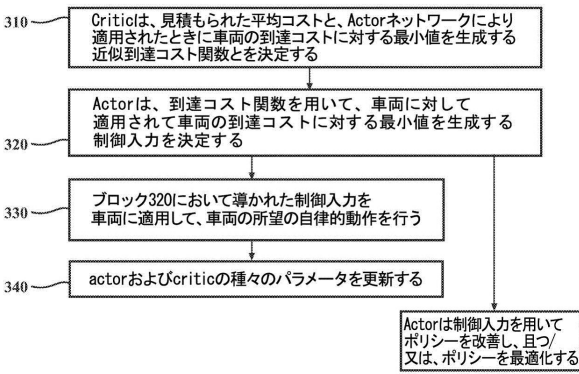 310
Criticは、見積もられた平均コストと、Actorネットワークにより
適用されたときに車両の到達コストに対する最小値を生成する
近似到達コスト関数とを決定する
320
Actorは、到達コスト関数を用いて、車両に対して
適用されて車両の到達コストに対する最小値を生成する
制御入力を決定する
330
ブロック320において導かれた制御入力を
車両に適用して、車両の所望の自律的動作を行う
340
actorおよびcriticの種々のパラメータを更新する
Actorは制御入力を用いて
ポリシーを改善し、且つ/
又は、ポリシーを最適化する